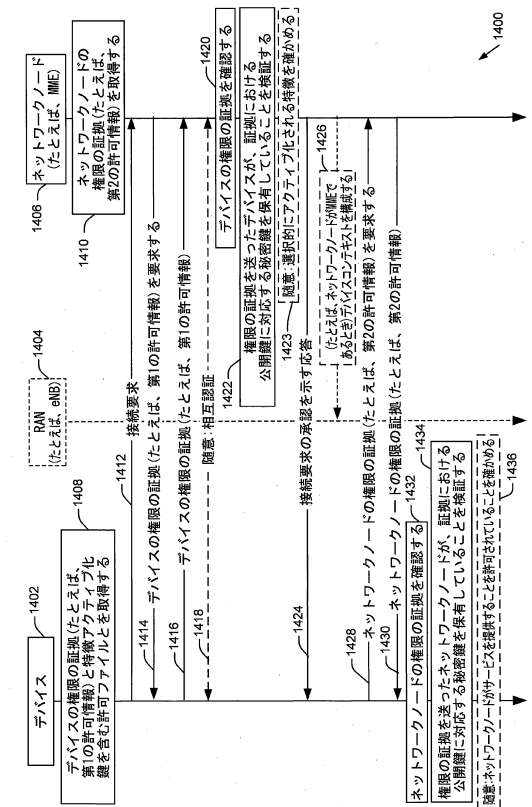 1400
1402
デバイス
RAN
(たとえば、eNB)
1404
1406
ネットワークノード
(たとえば、MME)
1408
デバイスの権限の証拠(たとえば、
第1の許可情報)と特徴アクティブ化
鍵を含む許可ファイルとを取得する
1410
ネットワークノードの
権限の証拠(たとえば、
第2の許可情報)を取得する
1412
接続要求
1414
デバイスの権限の証拠(たとえば、第1の許可情報)を要求する
1416
デバイスの権限の証拠(たとえば、第1の許可情報)
1418
随意:相互認証
1420
デバイスの権限の証拠を確認する
1422
権限の証拠を送ったデバイスが、証拠における
公開鍵に対応する秘密鍵を保有していることを検証する
1423
随意:選択的にアクティブ化される特徴を確かめる
1424
接続要求の承認を示す応答
1426
(たとえば、ネットワークノードがMMEで
あるとき)デバイスコンテキストを構成する
1428
ネットワークノードの権限の証拠(たとえば、第2の許可情報)を要求する
1430
ネットワークノードの権限の証拠(たとえば、第2の許可情報)
1432
ネットワークノードの権限の証拠を確認する
1434
権限の証拠を送ったネットワークノードが、証拠における
公開鍵に対応する秘密鍵を保有していることを検証する
随意:ネットワークノードがサービスを提供することを許可されていることを確かめる
1436